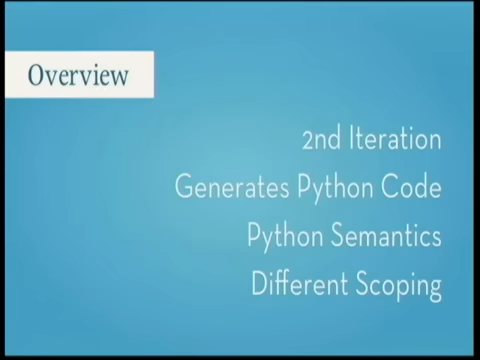 Overview
2nd Iteration
Generates Python Code
Python Semantics
Different Scoping